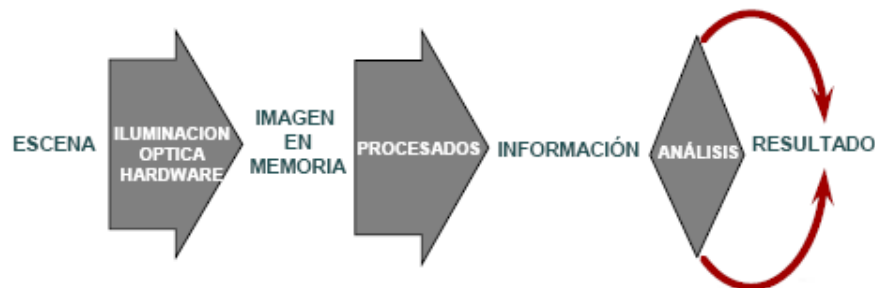 ESCENA
ILUMINACION
OPTICA
HARDWARE
IMAGEN
EN
MEMORIA
PROCESADOS
INFORMACIÓN
ANÁLISIS
RESULTADO